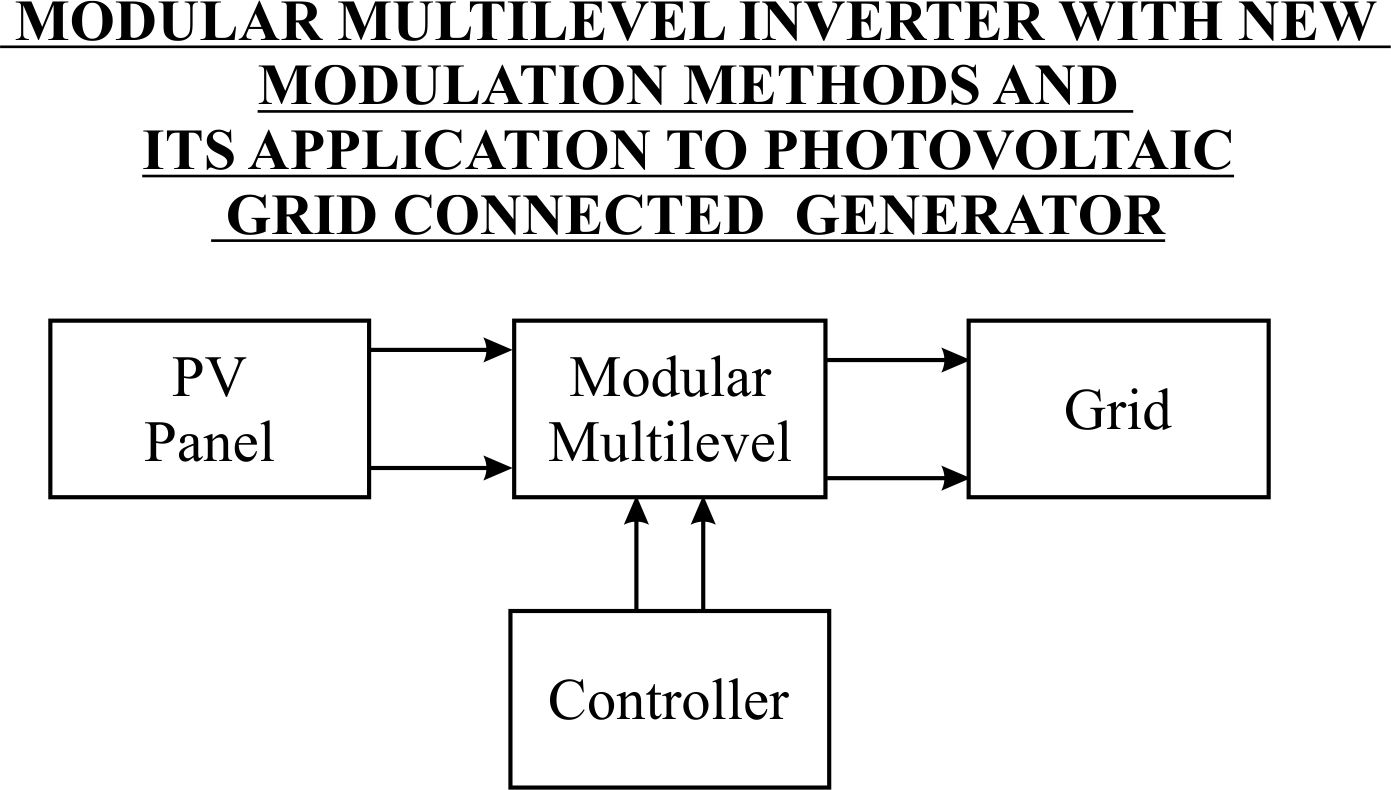 MODULAR MULTILEVEL INVERTER WITH NEW
MODULATION METHODS AND
ITS APPLICATION TO PHOTOVOLTAIC
GRID CONNECTED GENERATOR
PV
Panel
Modular
Multilevel
Grid
Controller